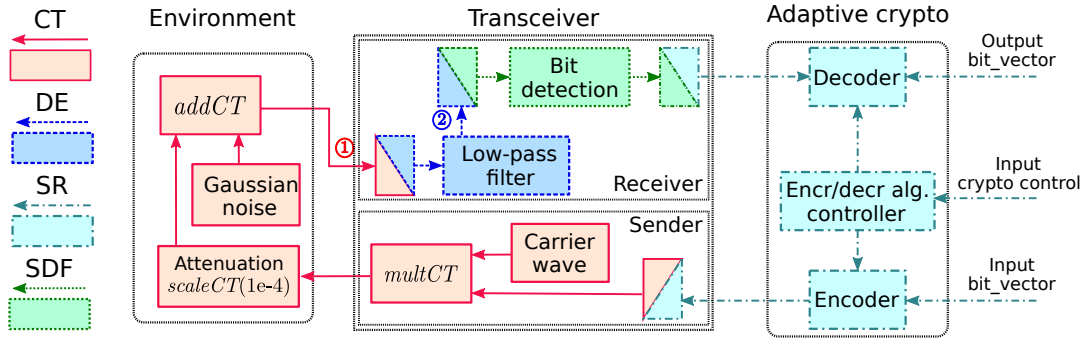 CT
DE
SR
SDF
Environment
addCT
Gaussian
noise
Attenuation
scaleCT(1e-4)
Transceiver
1
2
Bit
detection
Low-pass
filter
Receiver
Sender
Carrier
wave
multCT
Adaptive crypto
Decoder
Encr/decr alg.
controller
Encoder
Output
bit_vector
Input
crypto control
Input
bit_vector